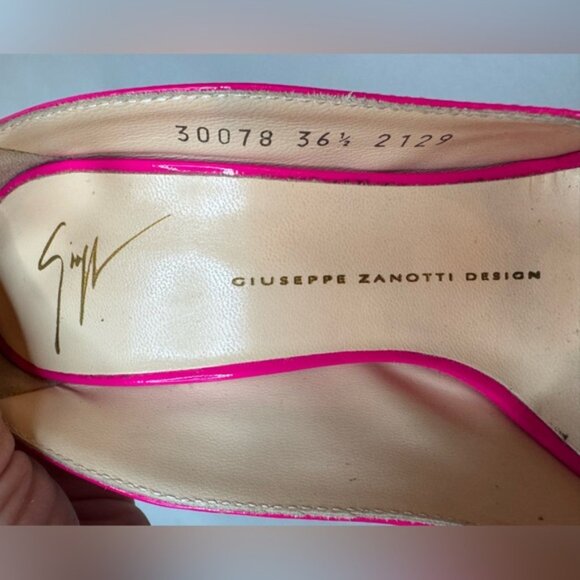 30078 36½ 2129
GIUSEPPE ZANOTTI DESIGN